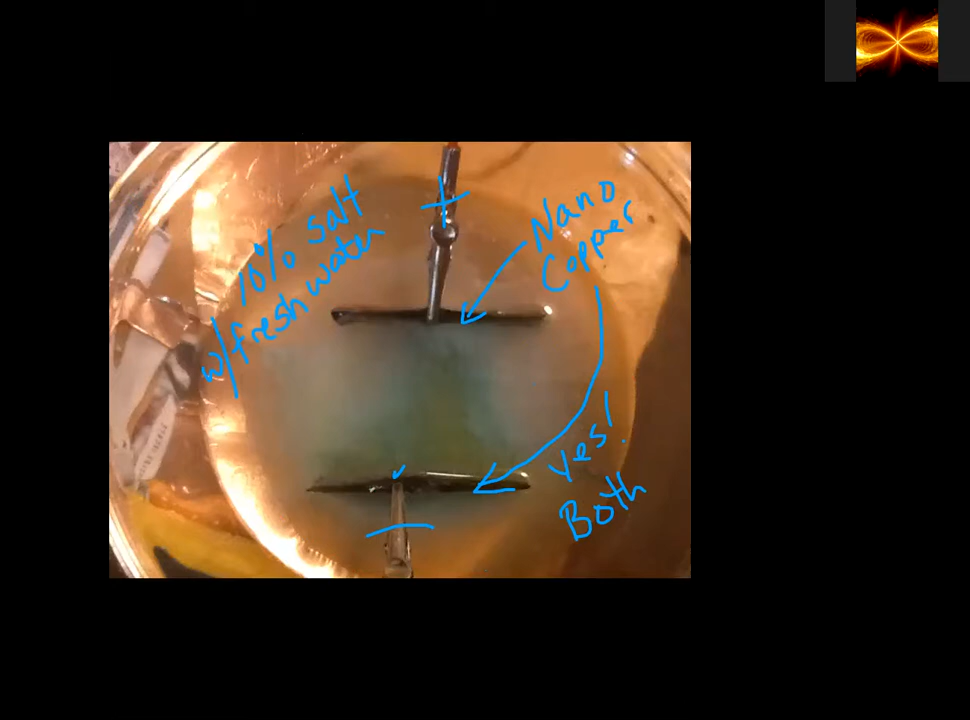 +
10% salt
w/fresh water
Nano
Copper
Yes!
Both
—